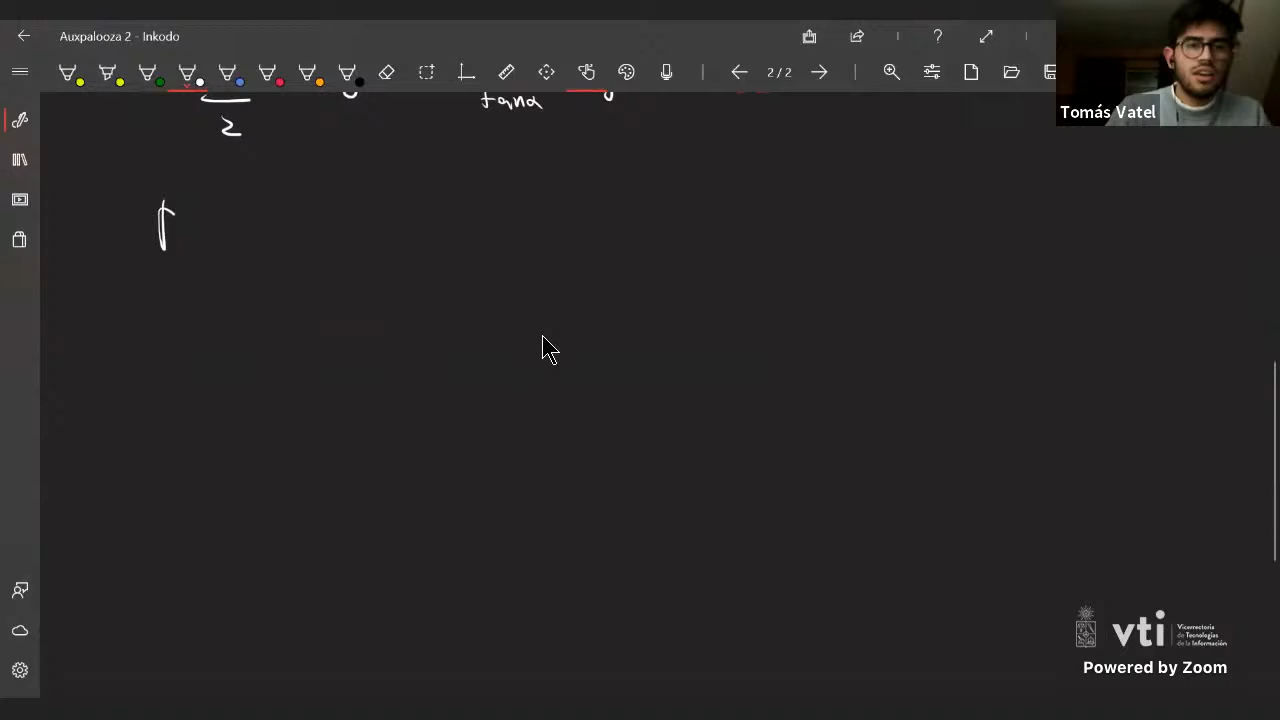 Auxpalooza 2 - Inkodo
2 / 2
Tomás Vatel
tana
2
vti
Vicerrectoría
de Tecnologías
de la Información
Powered by Zoom